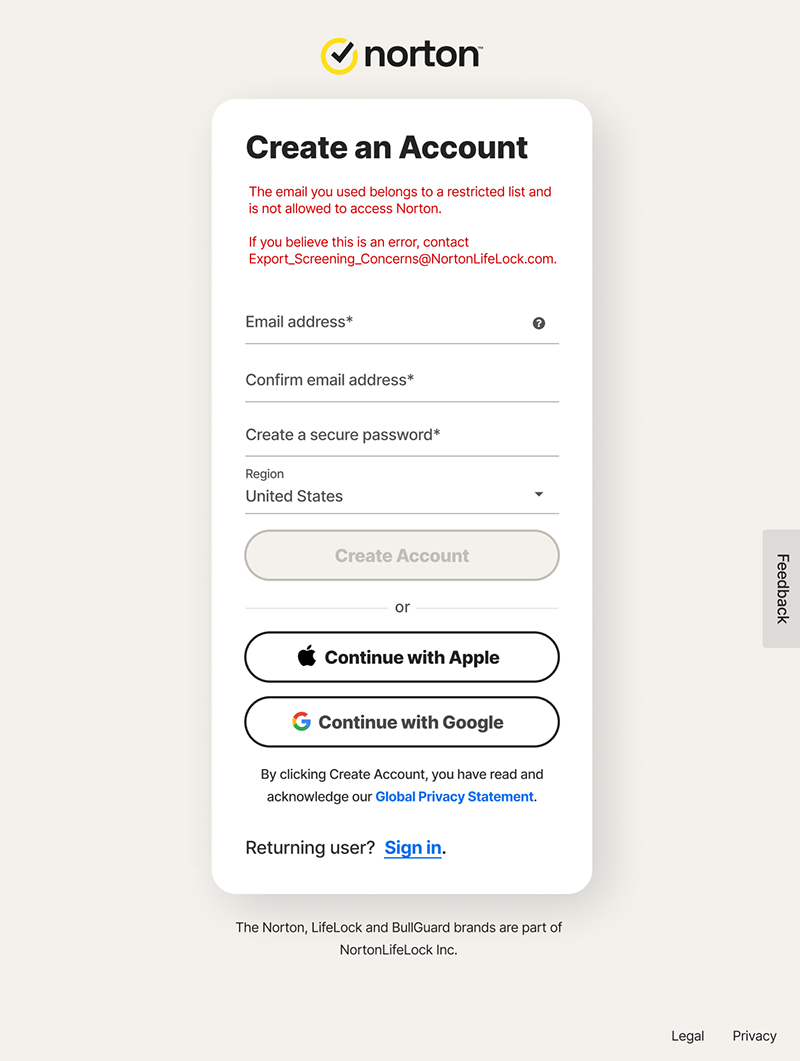 norton™
Create an Account
The email you used belongs to a restricted list and
is not allowed to access Norton.
If you believe this is an error, contact
Export_Screening_Concerns@NortonLifeLock.com.
Email address*
Confirm email address*
Create a secure password*
Region
United States
Create Account
or
Continue with Apple
Continue with Google
By clicking Create Account, you have read and
acknowledge our Global Privacy Statement.
Returning user? Sign in.
Feedback
The Norton, LifeLock and BullGuard brands are part of
NortonLifeLock Inc.
Legal Privacy